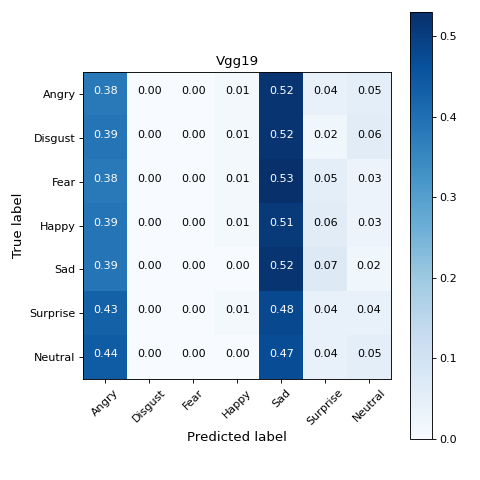 Vgg19
Angry 0.38 0.00 0.00 0.01 0.52 0.04 0.05
Disgust 0.39 0.00 0.00 0.01 0.52 0.02 0.06
Fear 0.38 0.00 0.00 0.01 0.53 0.05 0.03
Happy 0.39 0.00 0.00 0.01 0.51 0.06 0.03
Sad 0.39 0.00 0.00 0.00 0.52 0.07 0.02
Surprise 0.43 0.00 0.00 0.01 0.48 0.04 0.04
Neutral 0.44 0.00 0.00 0.00 0.47 0.04 0.05
Angry Disgust Fear Happy Sad Surprise Neutral
Predicted label
True label
0.5
0.4
0.3
0.2
0.1
0.0